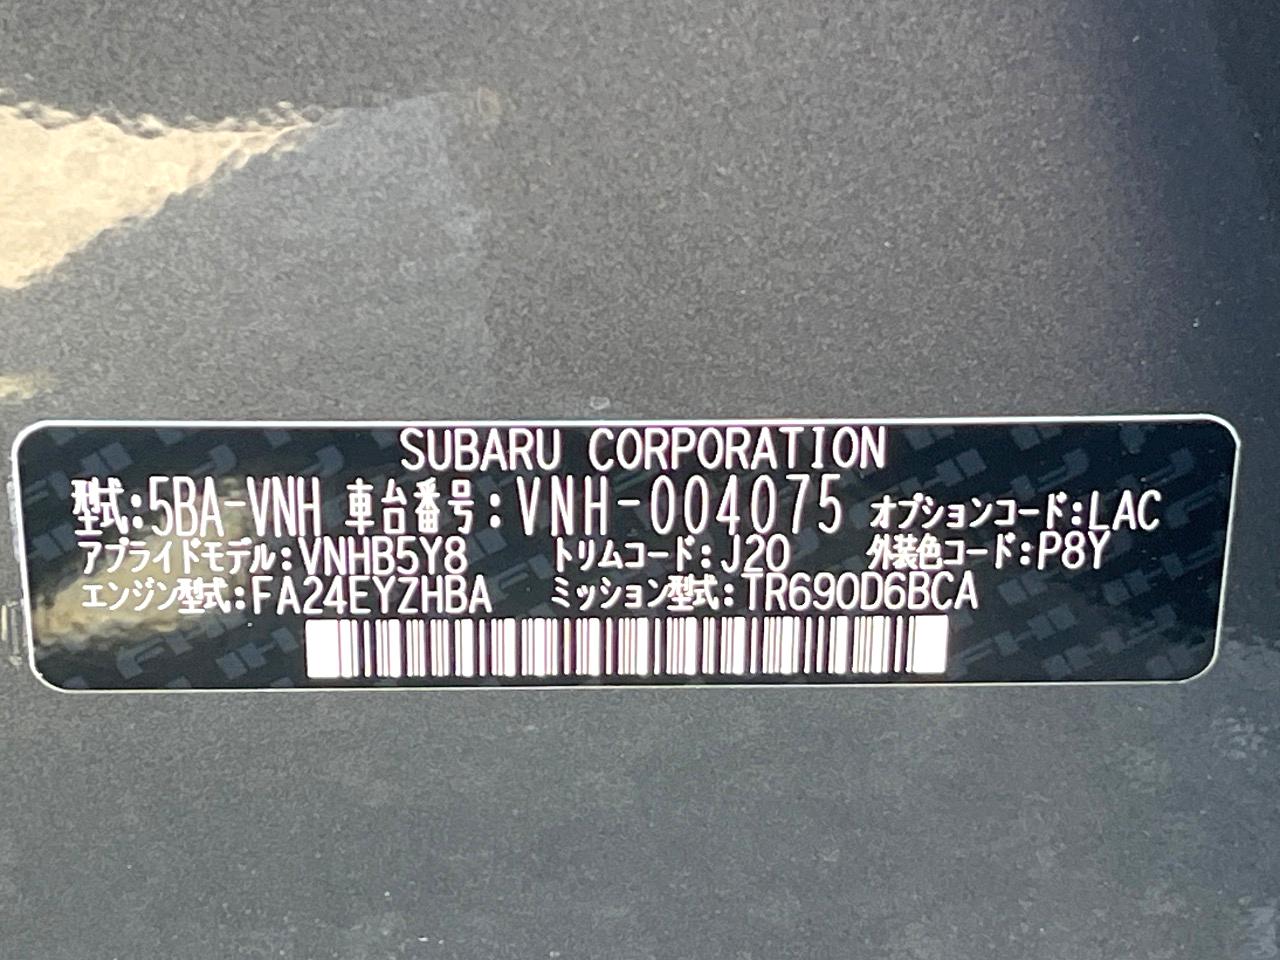 SUBARU CORPORATION
型式:5BA-VNH 車台番号:VNH-004075 オプションコード:LAC
アプライドモデル:VNHB5Y8 トリムコード:J20 外装色コード:P8Y
エンジン型式:FA24EYZHBA ミッション型式:TR690D6BCA